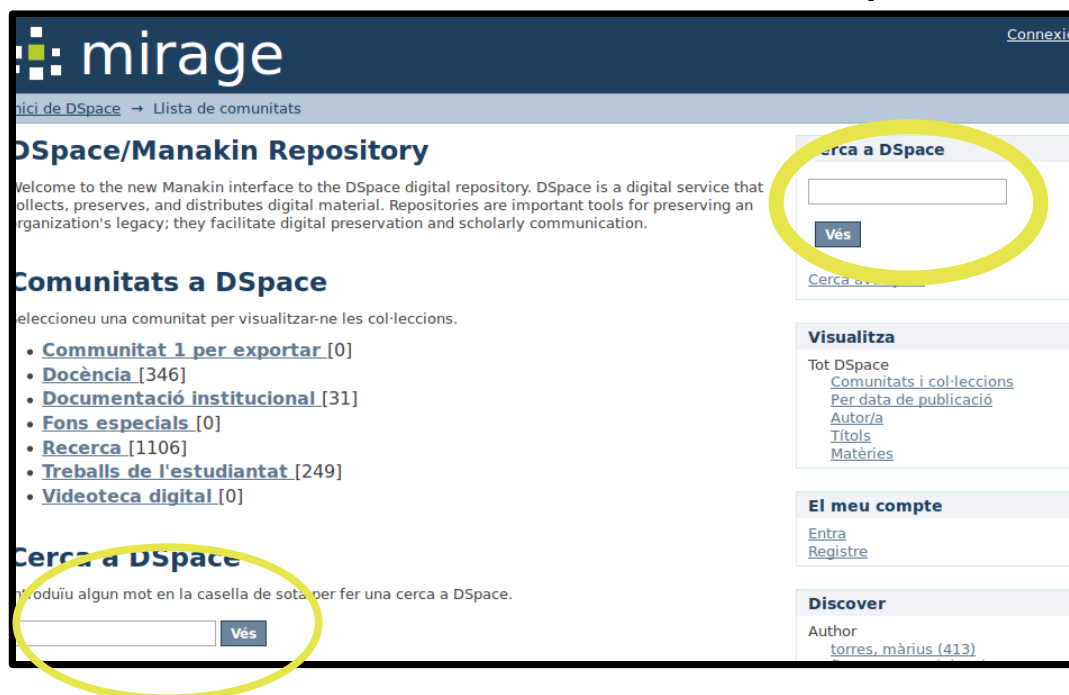 mirage
Connexi
nici de DSpace → Llista de comunitats
DSpace/Manakin Repository
Welcome to the new Manakin interface to the DSpace digital repository. DSpace is a digital service that
collects, preserves, and distributes digital material. Repositories are important tools for preserving an
organization's legacy; they facilitate digital preservation and scholarly communication.
Comunitats a DSpace
Seleccioneu una comunitat per visualitzar-ne les col·leccions.
• Communitat 1 per exportar [0]
• Docència [346]
• Documentació institucional [31]
• Fons especials [0]
• Recerca [1106]
• Treballs de l'estudiantat [249]
• Videoteca digital [0]
Cerca a DSpace
Introduïu algun mot en la casella de sota per fer una cerca a DSpace.
Vés
Cerca a DSpace
Vés
Cerca
Visualitza
Tot DSpace
Comunitats i col·leccions
Per data de publicació
Autor/a
Títols
Matèries
El meu compte
Entra
Registre
Discover
Author
torres, màrius (413)